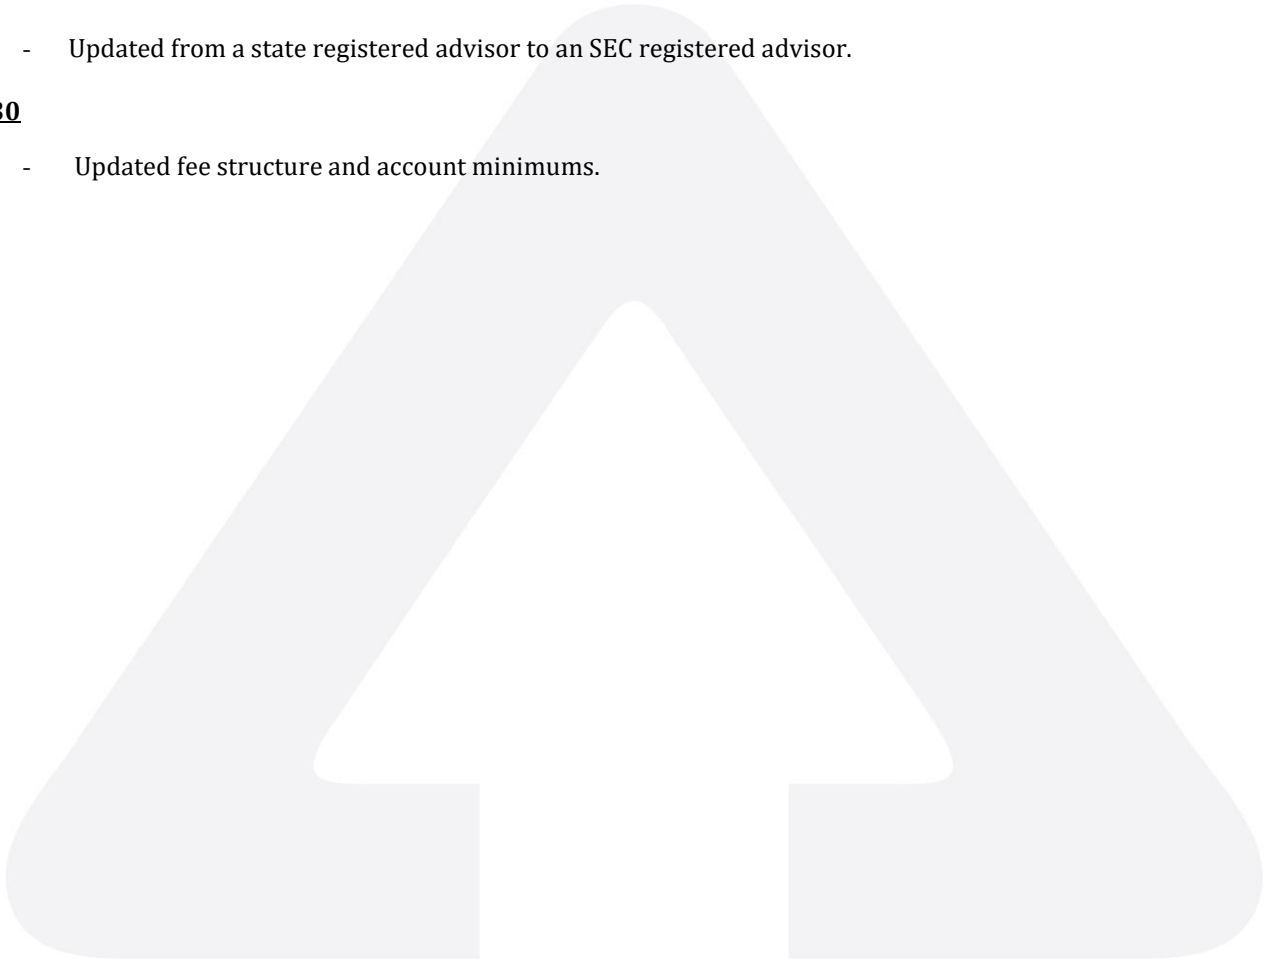 - Updated from a state registered advisor to an SEC registered advisor.
30
- Updated fee structure and account minimums.